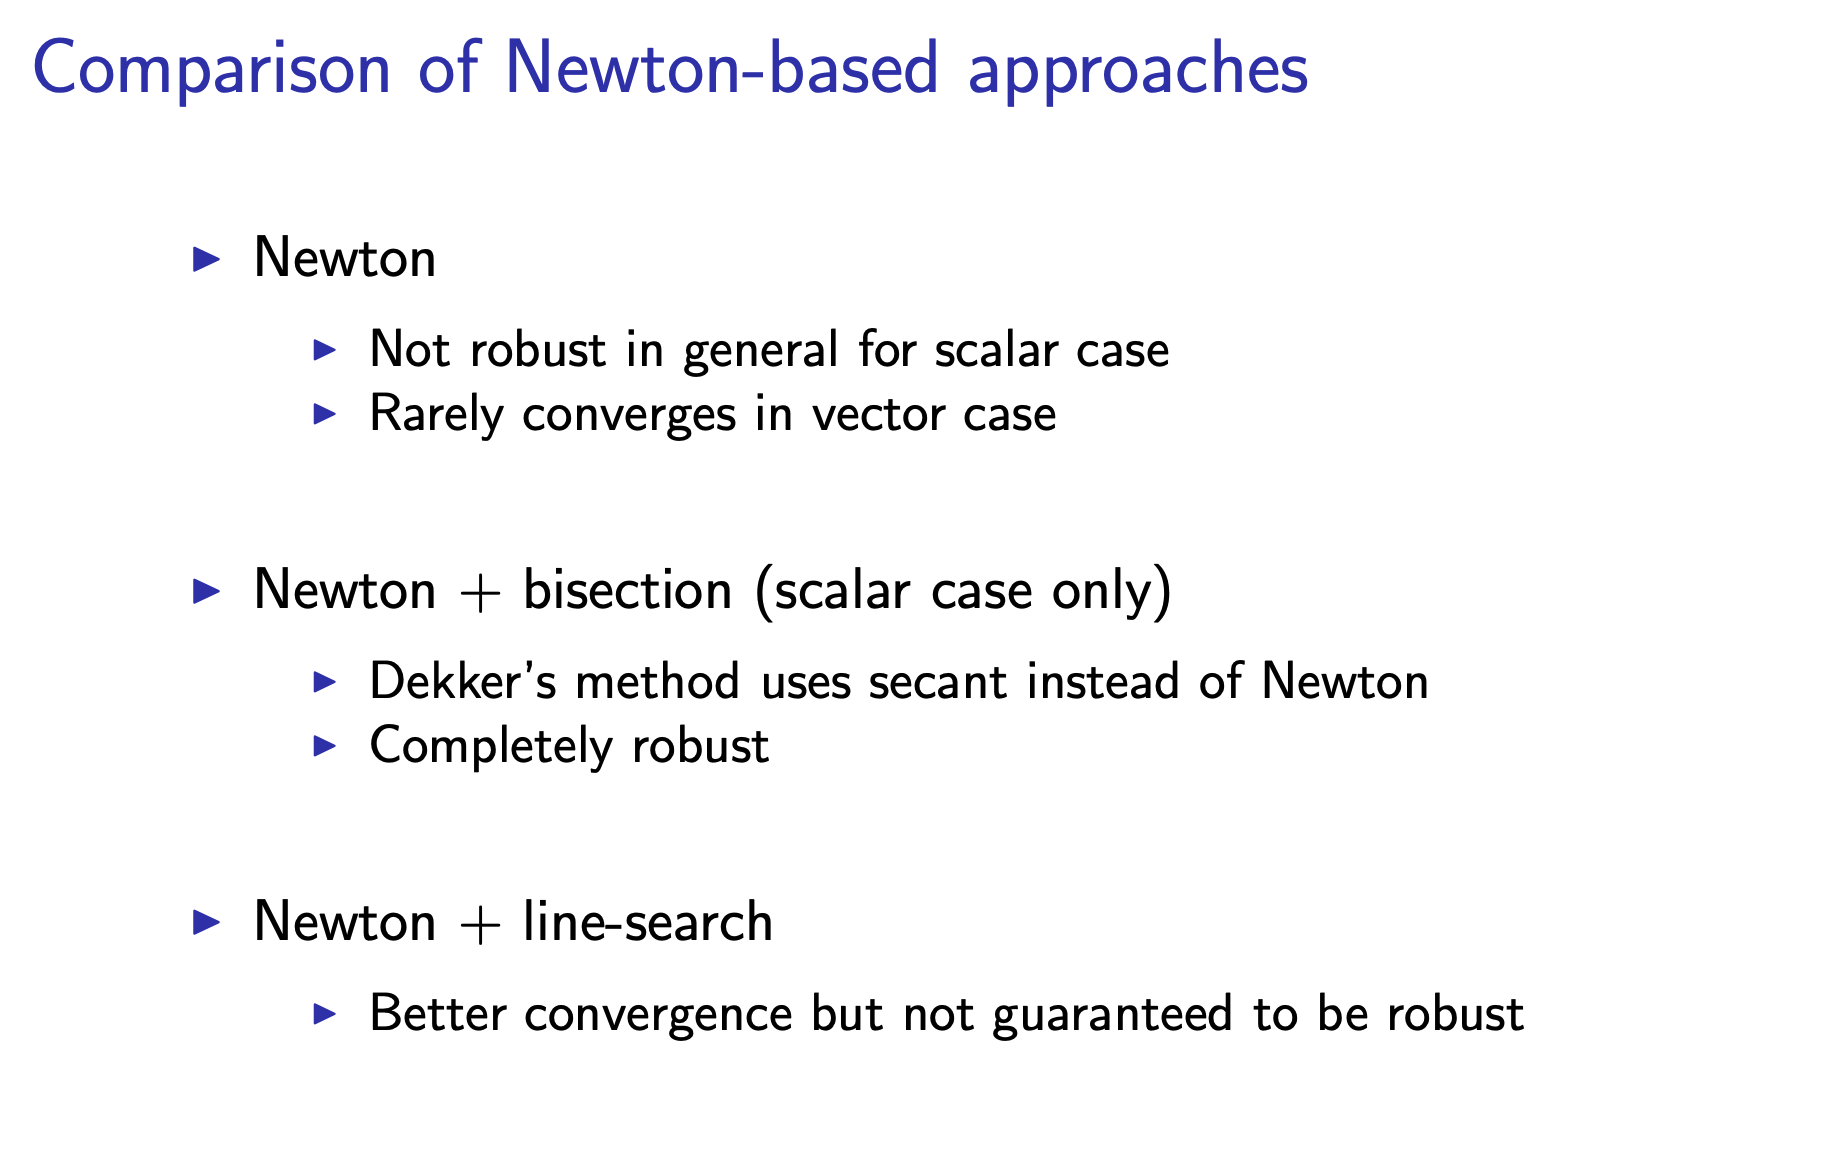 Comparison of Newton-based approaches
Newton
Not robust in general for scalar case
Rarely converges in vector case
Newton + bisection (scalar case only)
Dekker's method uses secant instead of Newton
Completely robust
Newton + line-search
Better convergence but not guaranteed to be robust